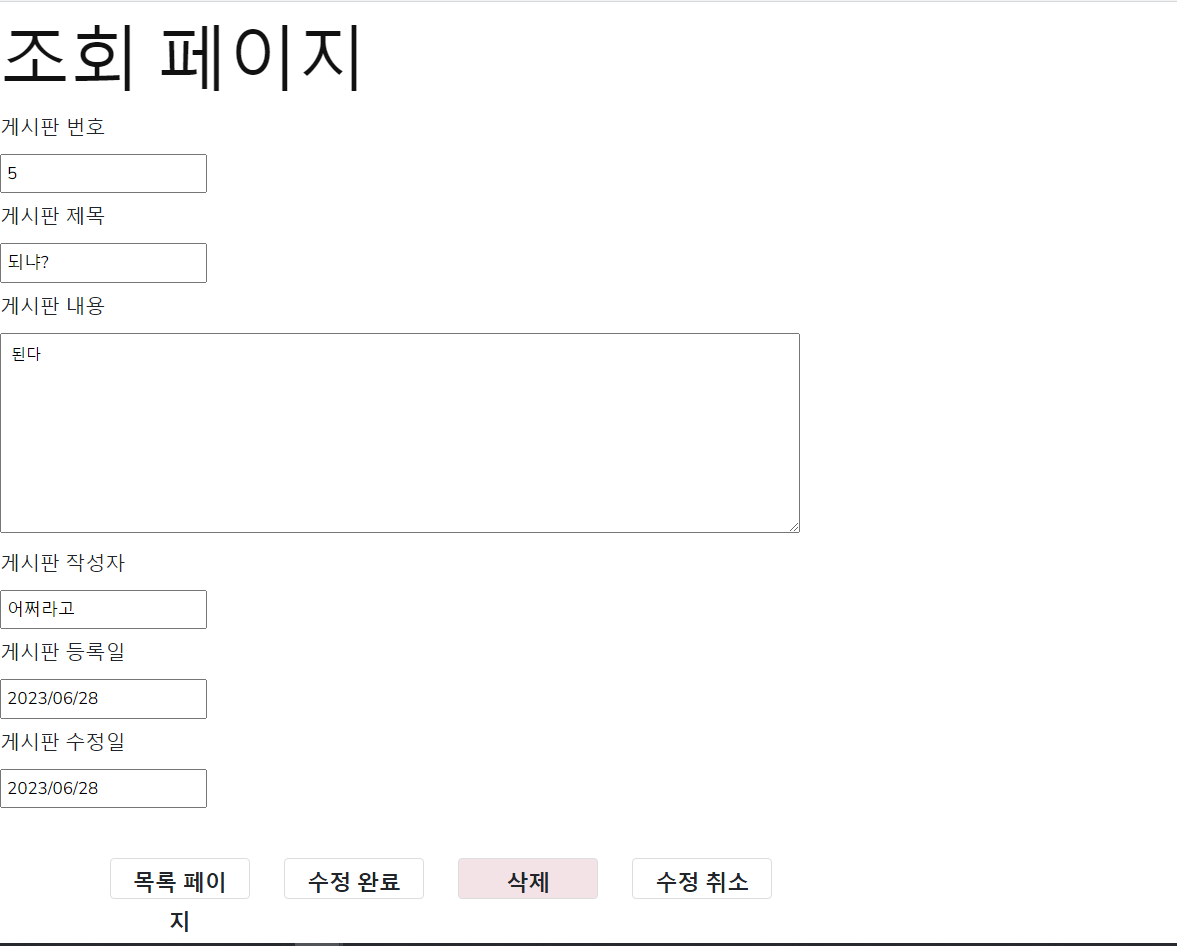 조회 페이지
게시판 번호
5
게시판 제목
되냐?
게시판 내용
된다
게시판 작성자
어쩌라고
게시판 등록일
2023/06/28
게시판 수정일
2023/06/28
목록 페이 수정 완료 삭제 수정 취소
지